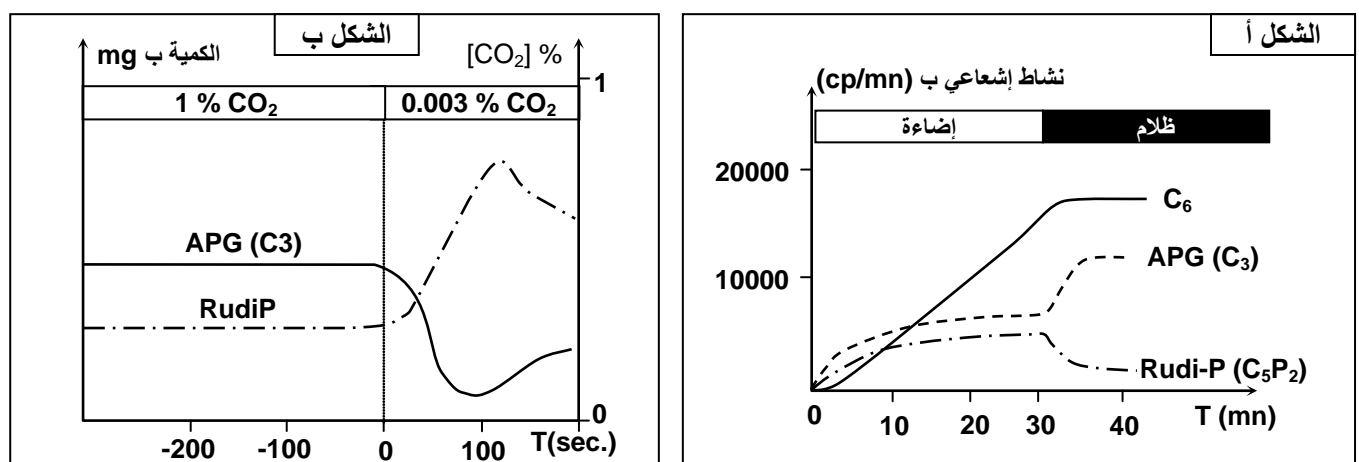 الشكل أ
نشاط إشعاعي ب (cp/mn)
إضاءة
ظلام
20000
10000
C₆
APG (C₃)
Rudi-P (C₅P₂)
0 10 20 30 40 T (mn)
الشكل ب
الكمية ب mg
[CO₂] %
1
1 % CO₂
0.003 % CO₂
APG (C3)
RudiP
0
-200 -100 0 100 T(sec.)